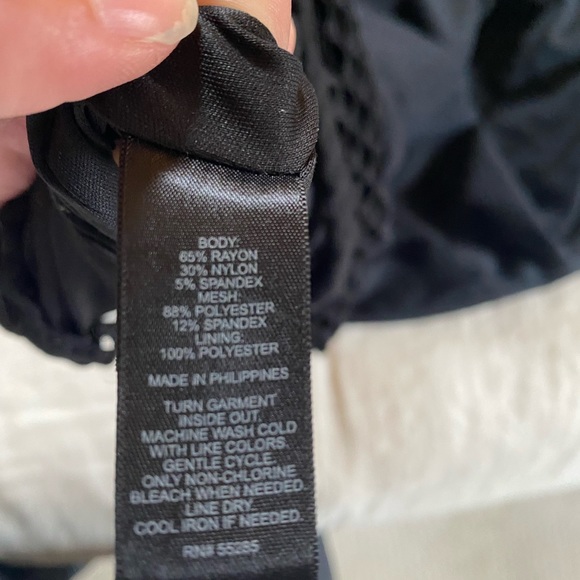 BODY:
65% RAYON
30% NYLON
5% SPANDEX
MESH:
88% POLYESTER
12% SPANDEX
LINING:
100% POLYESTER
MADE IN PHILIPPINES
TURN GARMENT
INSIDE OUT.
MACHINE WASH COLD
WITH LIKE COLORS.
GENTLE CYCLE.
ONLY NON-CHLORINE
BLEACH WHEN NEEDED.
LINE DRY.
COOL IRON IF NEEDED.
RN# 55285